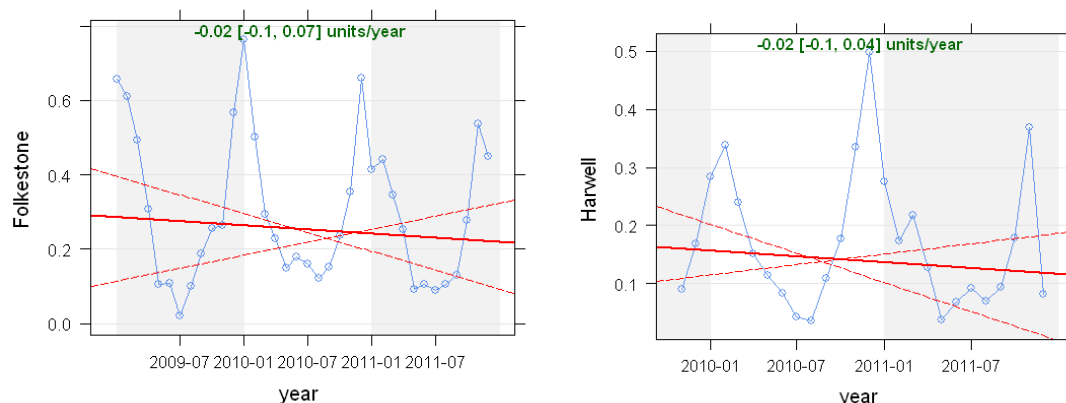 -0.02 [-0.1, 0.07] units/year
Folkestone
0.6
0.4
0.2
0.0
2009-07 2010-01 2010-07 2011-01 2011-07
year
-0.02 [-0.1, 0.04] units/year
Harwell
0.5
0.4
0.3
0.2
0.1
2010-01 2010-07 2011-01 2011-07
year